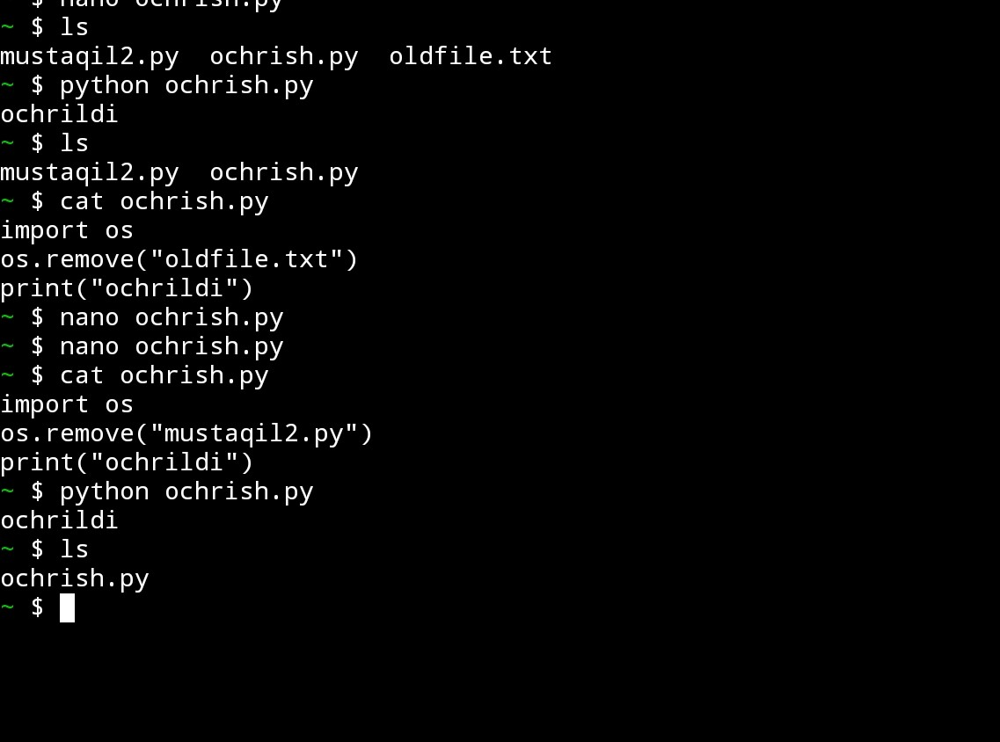 ~ $ nano ochrish.py
~ $ ls
mustaqil2.py  ochrish.py  oldfile.txt
~ $ python ochrish.py
ochrildi
~ $ ls
mustaqil2.py  ochrish.py
~ $ cat ochrish.py
import os
os.remove("oldfile.txt")
print("ochrildi")
~ $ nano ochrish.py
~ $ nano ochrish.py
~ $ cat ochrish.py
import os
os.remove("mustaqil2.py")
print("ochrildi")
~ $ python ochrish.py
ochrildi
~ $ ls
ochrish.py
~ $